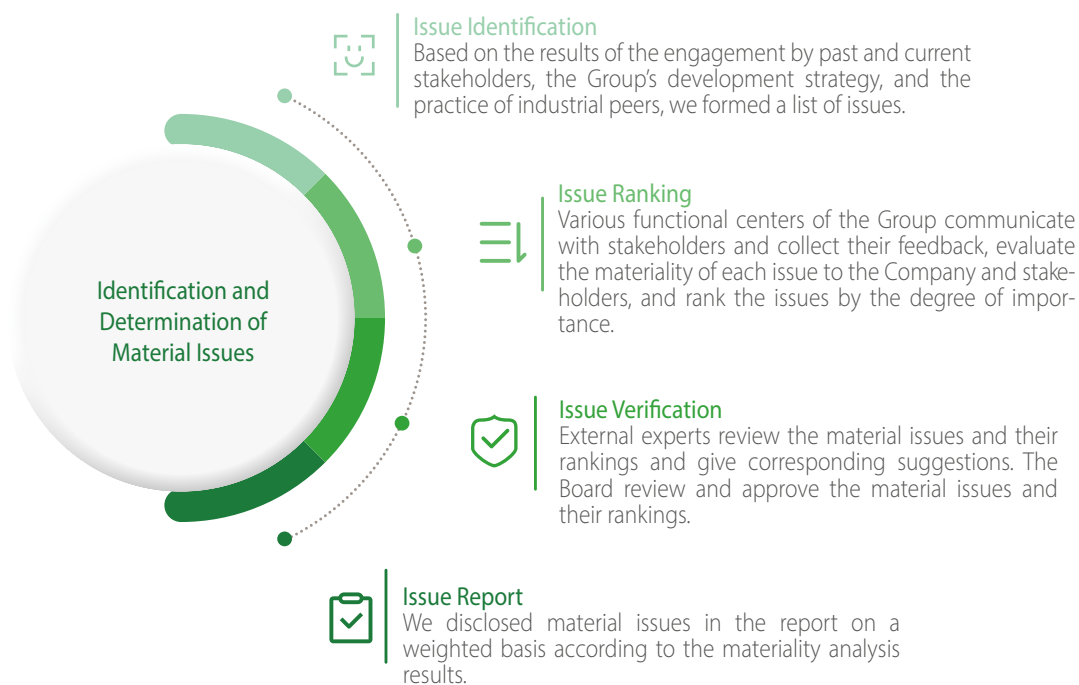 Issue Identification
Based on the results of the engagement by past and current
stakeholders, the Group's development strategy, and the
practice of industrial peers, we formed a list of issues.
Issue Ranking
Various functional centers of the Group communicate
with stakeholders and collect their feedback, evaluate
the materiality of each issue to the Company and stake-
holders, and rank the issues by the degree of impor-
tance.
Identification and
Determination of
Material Issues
Issue Verification
External experts review the material issues and their
rankings and give corresponding suggestions. The
Board review and approve the material issues and
their rankings.
Issue Report
We disclosed material issues in the report on a
weighted basis according to the materiality analysis
results.